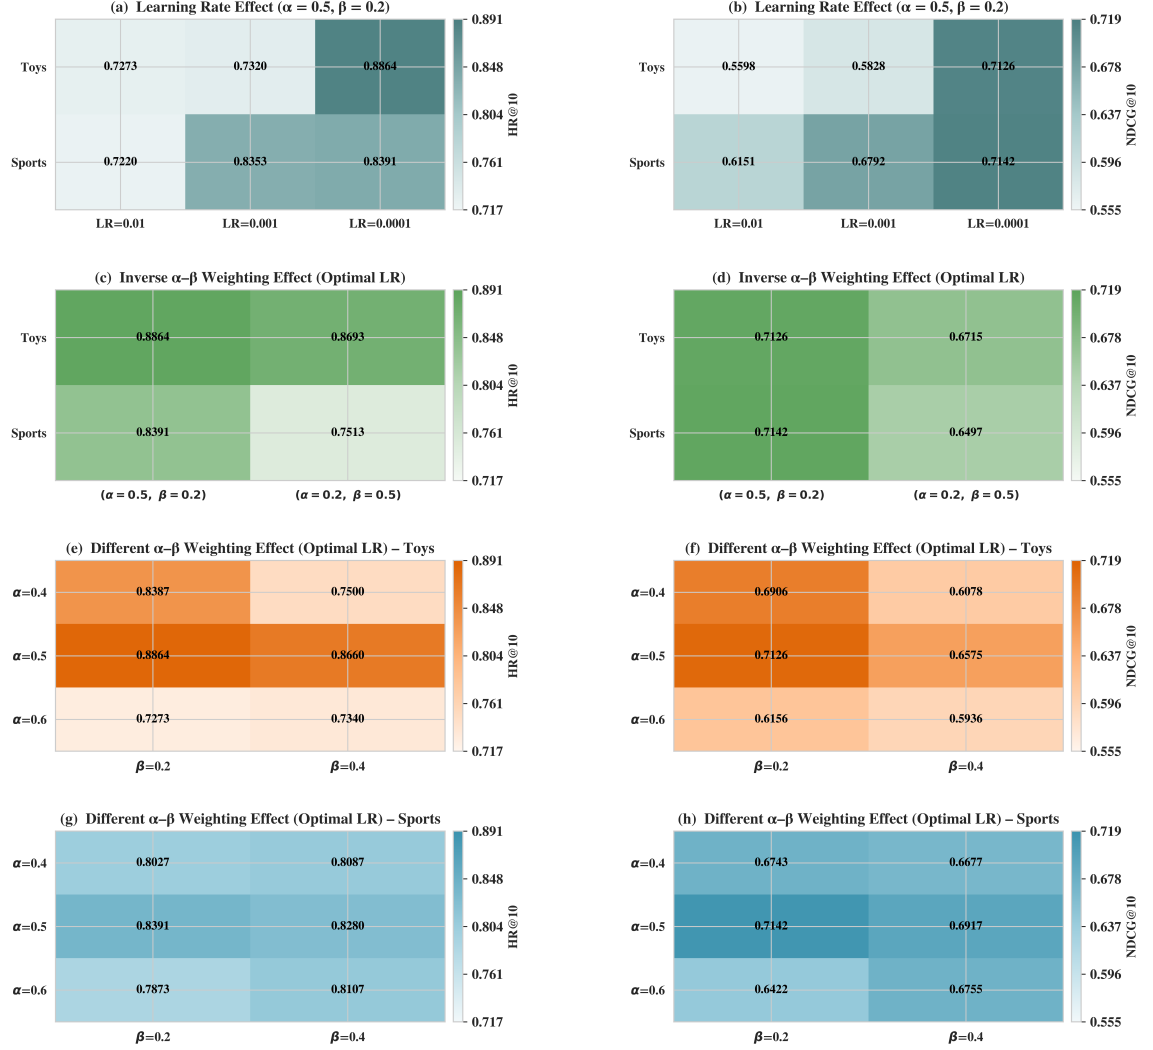 (a) Learning Rate Effect (α = 0.5, β = 0.2)
Toys
0.7273
0.7320
0.8864
Sports
0.7220
0.8353
0.8391
LR=0.01
LR=0.001
LR=0.0001
0.891
0.848
0.804
0.761
0.717
HR@10
(b) Learning Rate Effect (α = 0.5, β = 0.2)
Toys
0.5598
0.5828
0.7126
Sports
0.6151
0.6792
0.7142
LR=0.01
LR=0.001
LR=0.0001
0.719
0.678
0.637
0.596
0.555
NDCG@10
(c) Inverse α–β Weighting Effect (Optimal LR)
Toys
0.8864
0.8693
Sports
0.8391
0.7513
(α = 0.5, β = 0.2)
(α = 0.2, β = 0.5)
0.891
0.848
0.804
0.761
0.717
HR@10
(d) Inverse α–β Weighting Effect (Optimal LR)
Toys
0.7126
0.6715
Sports
0.7142
0.6497
(α = 0.5, β = 0.2)
(α = 0.2, β = 0.5)
0.719
0.678
0.637
0.596
0.555
NDCG@10
(e) Different α–β Weighting Effect (Optimal LR) – Toys
α=0.4
0.8387
0.7500
α=0.5
0.8864
0.8660
α=0.6
0.7273
0.7340
β=0.2
β=0.4
0.891
0.848
0.804
0.761
0.717
HR@10
(f) Different α–β Weighting Effect (Optimal LR) – Toys
α=0.4
0.6906
0.6078
α=0.5
0.7126
0.6575
α=0.6
0.6156
0.5936
β=0.2
β=0.4
0.719
0.678
0.637
0.596
0.555
NDCG@10
(g) Different α–β Weighting Effect (Optimal LR) – Sports
α=0.4
0.8027
0.8087
α=0.5
0.8391
0.8280
α=0.6
0.7873
0.8107
β=0.2
β=0.4
0.891
0.848
0.804
0.761
0.717
HR@10
(h) Different α–β Weighting Effect (Optimal LR) – Sports
α=0.4
0.6743
0.6677
α=0.5
0.7142
0.6917
α=0.6
0.6422
0.6755
β=0.2
β=0.4
0.719
0.678
0.637
0.596
0.555
NDCG@10